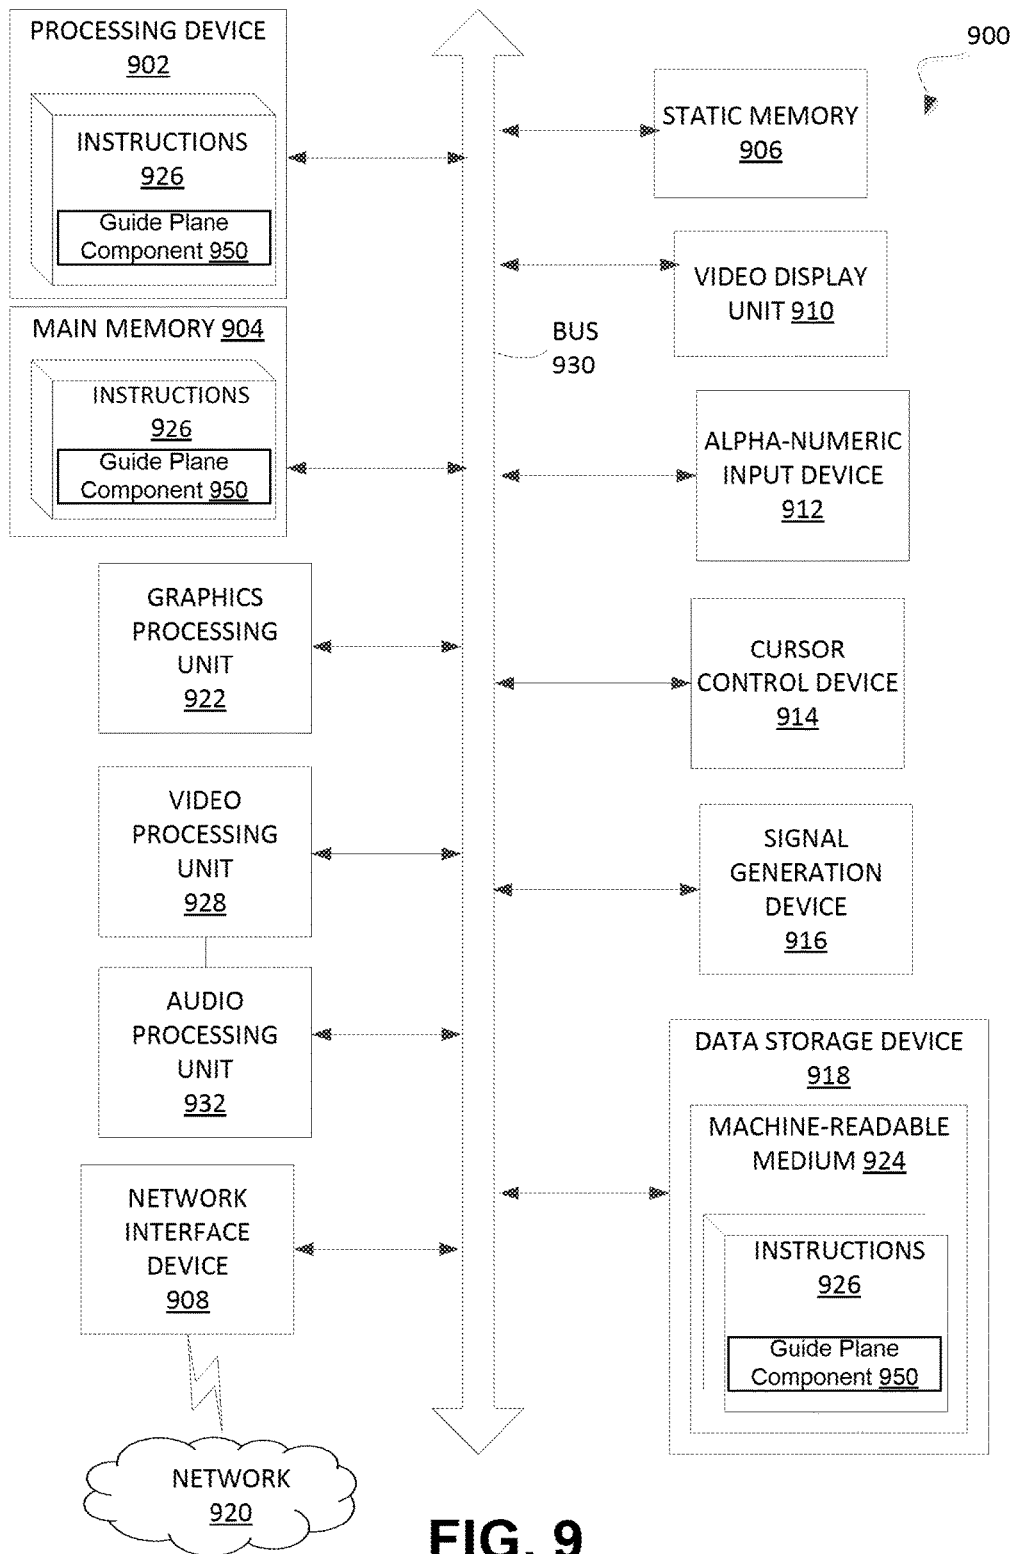 PROCESSING DEVICE
902
INSTRUCTIONS
926
Guide Plane
Component 950
MAIN MEMORY 904
INSTRUCTIONS
926
Guide Plane
Component 950
GRAPHICS
PROCESSING
UNIT
922
VIDEO
PROCESSING
UNIT
928
AUDIO
PROCESSING
UNIT
932
NETWORK
INTERFACE
DEVICE
908
NETWORK
920
BUS
930
900
STATIC MEMORY
906
VIDEO DISPLAY
UNIT 910
ALPHA-NUMERIC
INPUT DEVICE
912
CURSOR
CONTROL DEVICE
914
SIGNAL
GENERATION
DEVICE
916
DATA STORAGE DEVICE
918
MACHINE-READABLE
MEDIUM 924
INSTRUCTIONS
926
Guide Plane
Component 950
FIG. 9